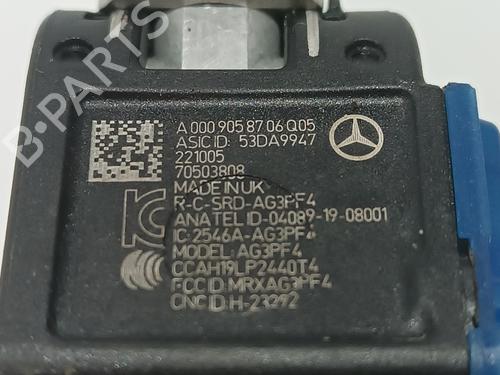 B-PARTS
A 000 905 87 06 Q05
ASIC ID: 53DA9947
221005
70503808
MADE IN UK
R-C-SRD-AG3PF4
ANATEL ID-04089-19-08001
IC:2546A-AG3PF4
MODEL: AG3PF4
CCAH19LP2440T4
FCC ID:MRXAG3PF4
CNC ID:H-23292